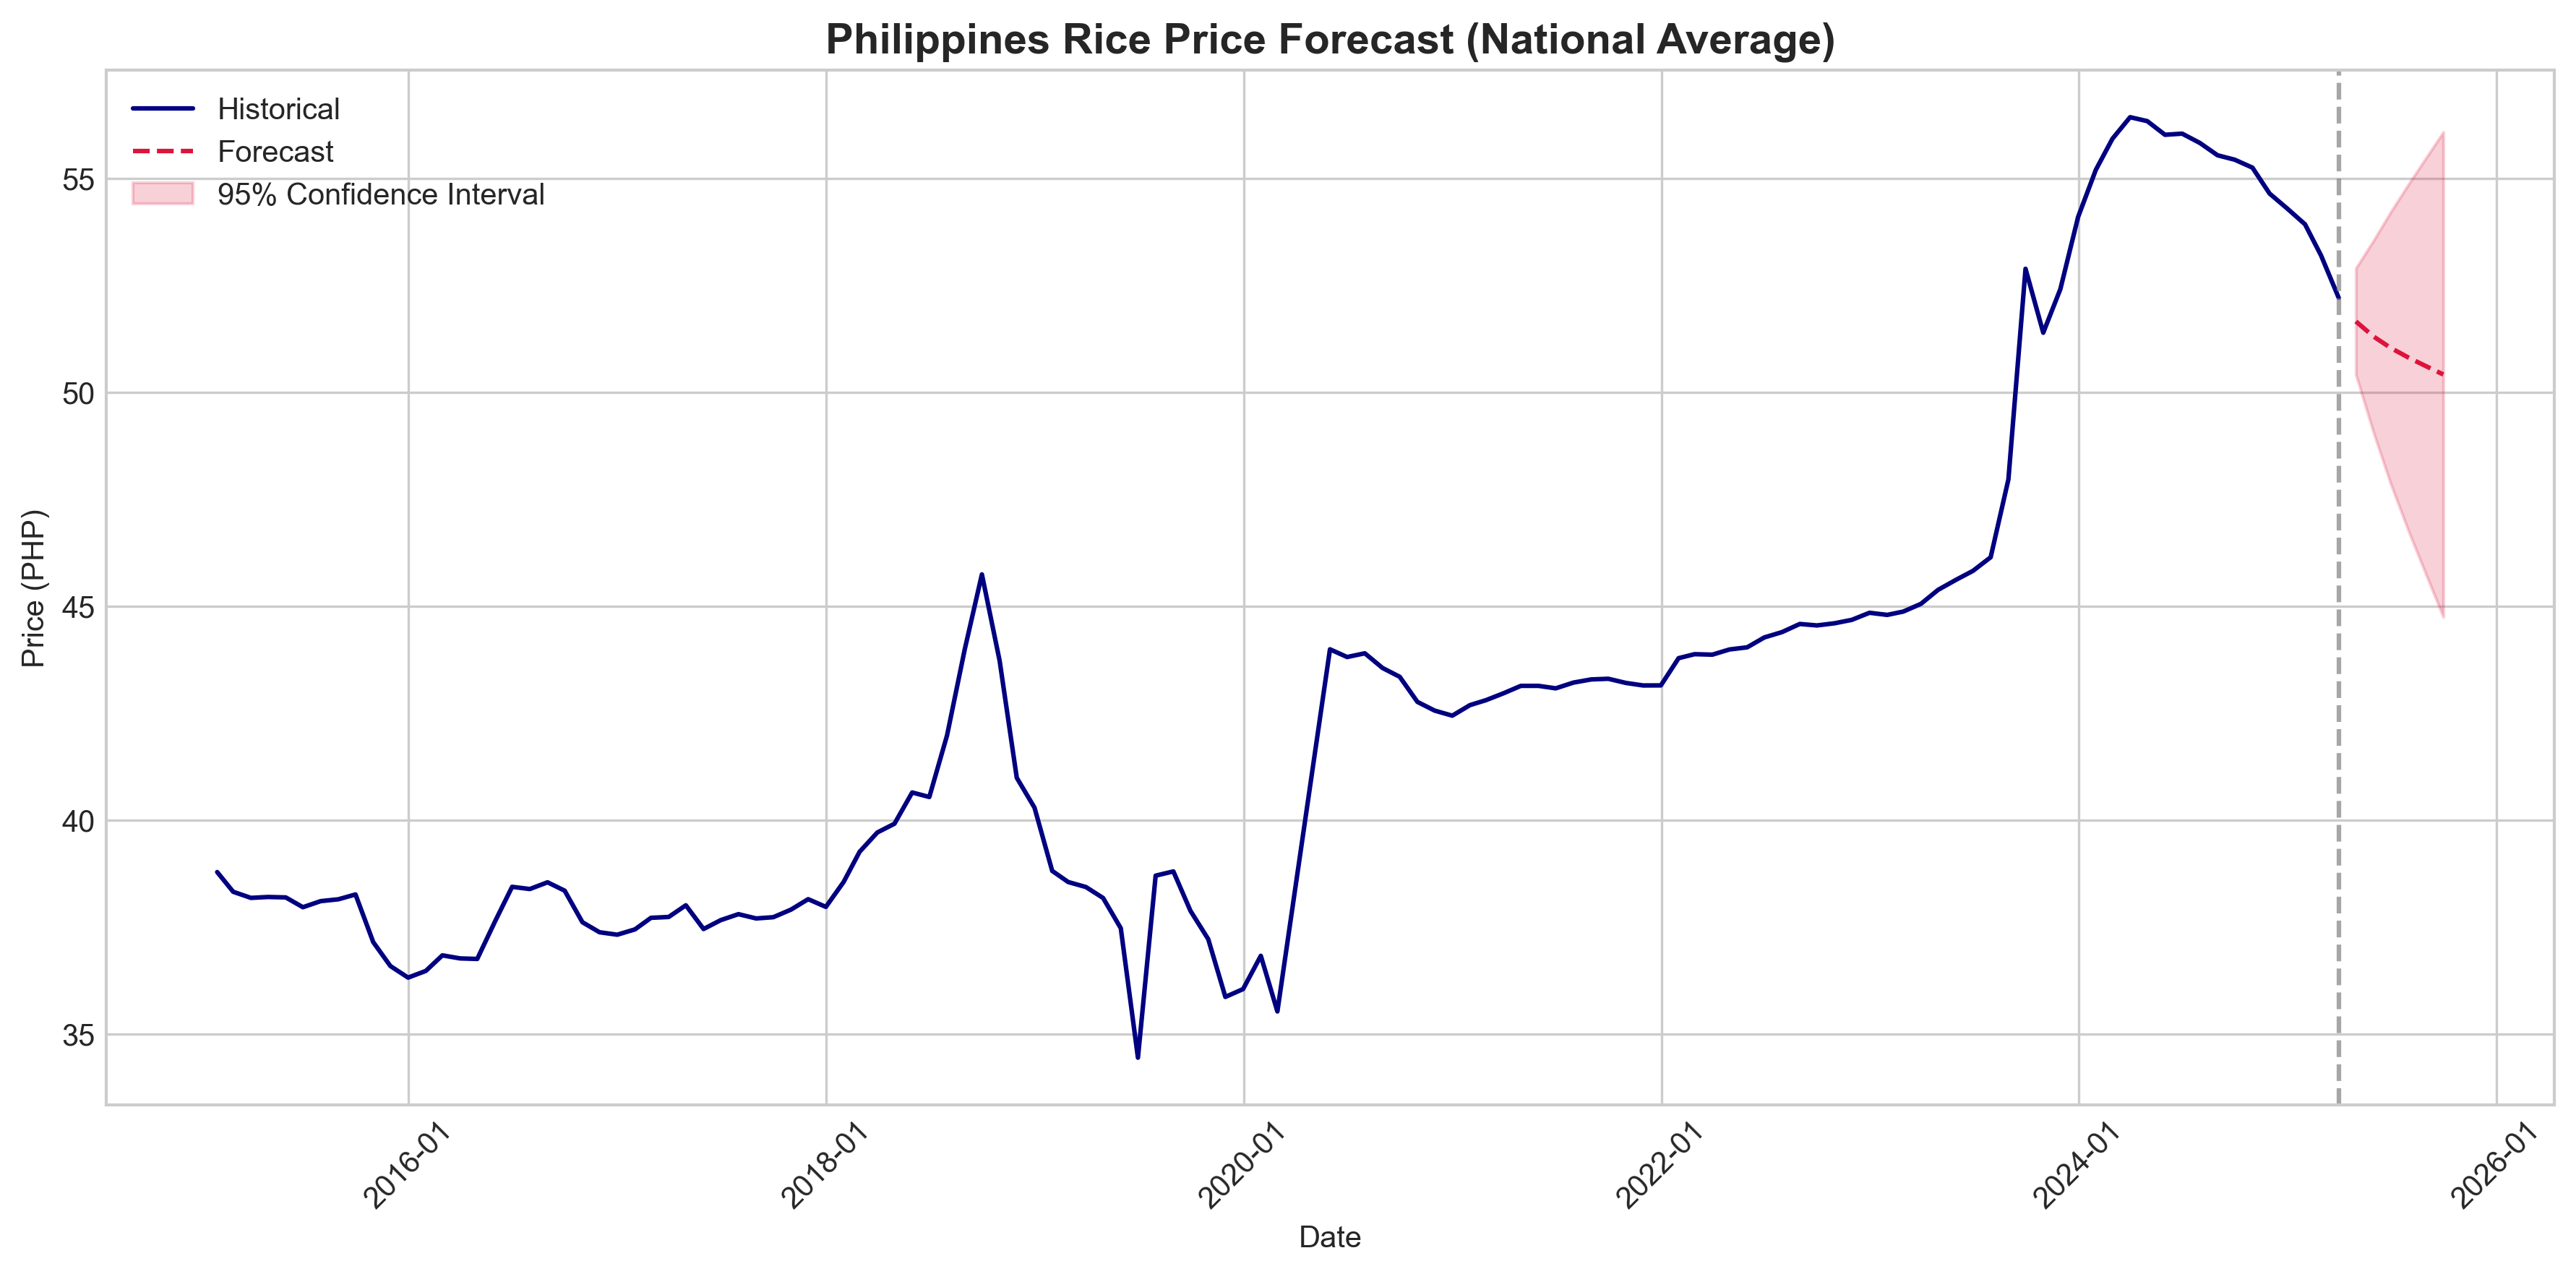 Philippines Rice Price Forecast (National Average)
Historical
Forecast
95% Confidence Interval
55
50
45
40
35
Price (PHP)
2016-01
2018-01
2020-01
2022-01
2024-01
2026-01
Date